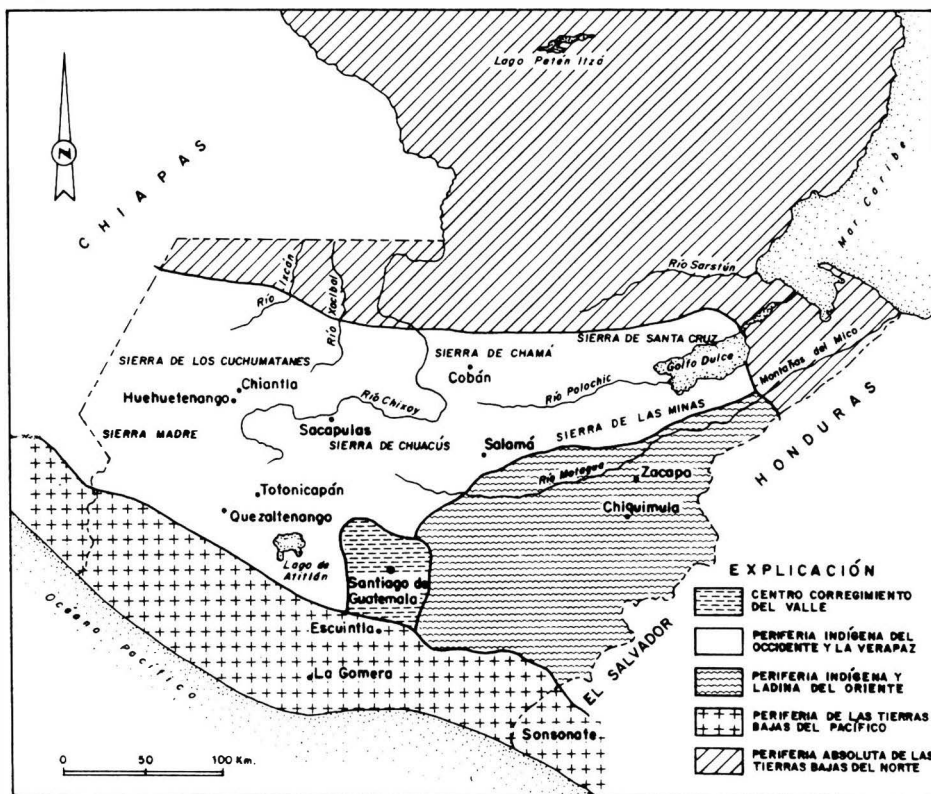 Lago Petén Itzá
N
CHIAPAS
Mar Caribe
Río Sarstún
Río Ixcán
Río Xacibal
SIERRA DE SANTA CRUZ
SIERRA DE LOS CUCHUMATANES
SIERRA DE CHAMÁ
Golfo Dulce
Montañas del Mico
Cobán
Chiantla
Río Polochic
Huehuetenango
Río Chixoy
HONDURAS
Sacapulas
SIERRA DE LAS MINAS
SIERRA MADRE
SIERRA DE CHUACÚS
Salamá
Río Motagua
Zacapa
Totonicapán
Chiquimula
Quezaltenango
Lago de
Atitlán
Santiago de
Guatemala
Escuintla
Océano Pacífico
La Gomera
EL SALVADOR
Sonsonate
0 50 100 Km.
EXPLICACIÓN
CENTRO CORREGIMIENTO
DEL VALLE
PERIFERIA INDÍGENA DEL
OCCIDENTE Y LA VERAPAZ
PERIFERIA INDÍGENA Y
LADINA DEL ORIENTE
PERIFERIA DE LAS TIERRAS
BAJAS DEL PACÍFICO
PERIFERIA ABSOLUTA DE LAS
TIERRAS BAJAS DEL NORTE